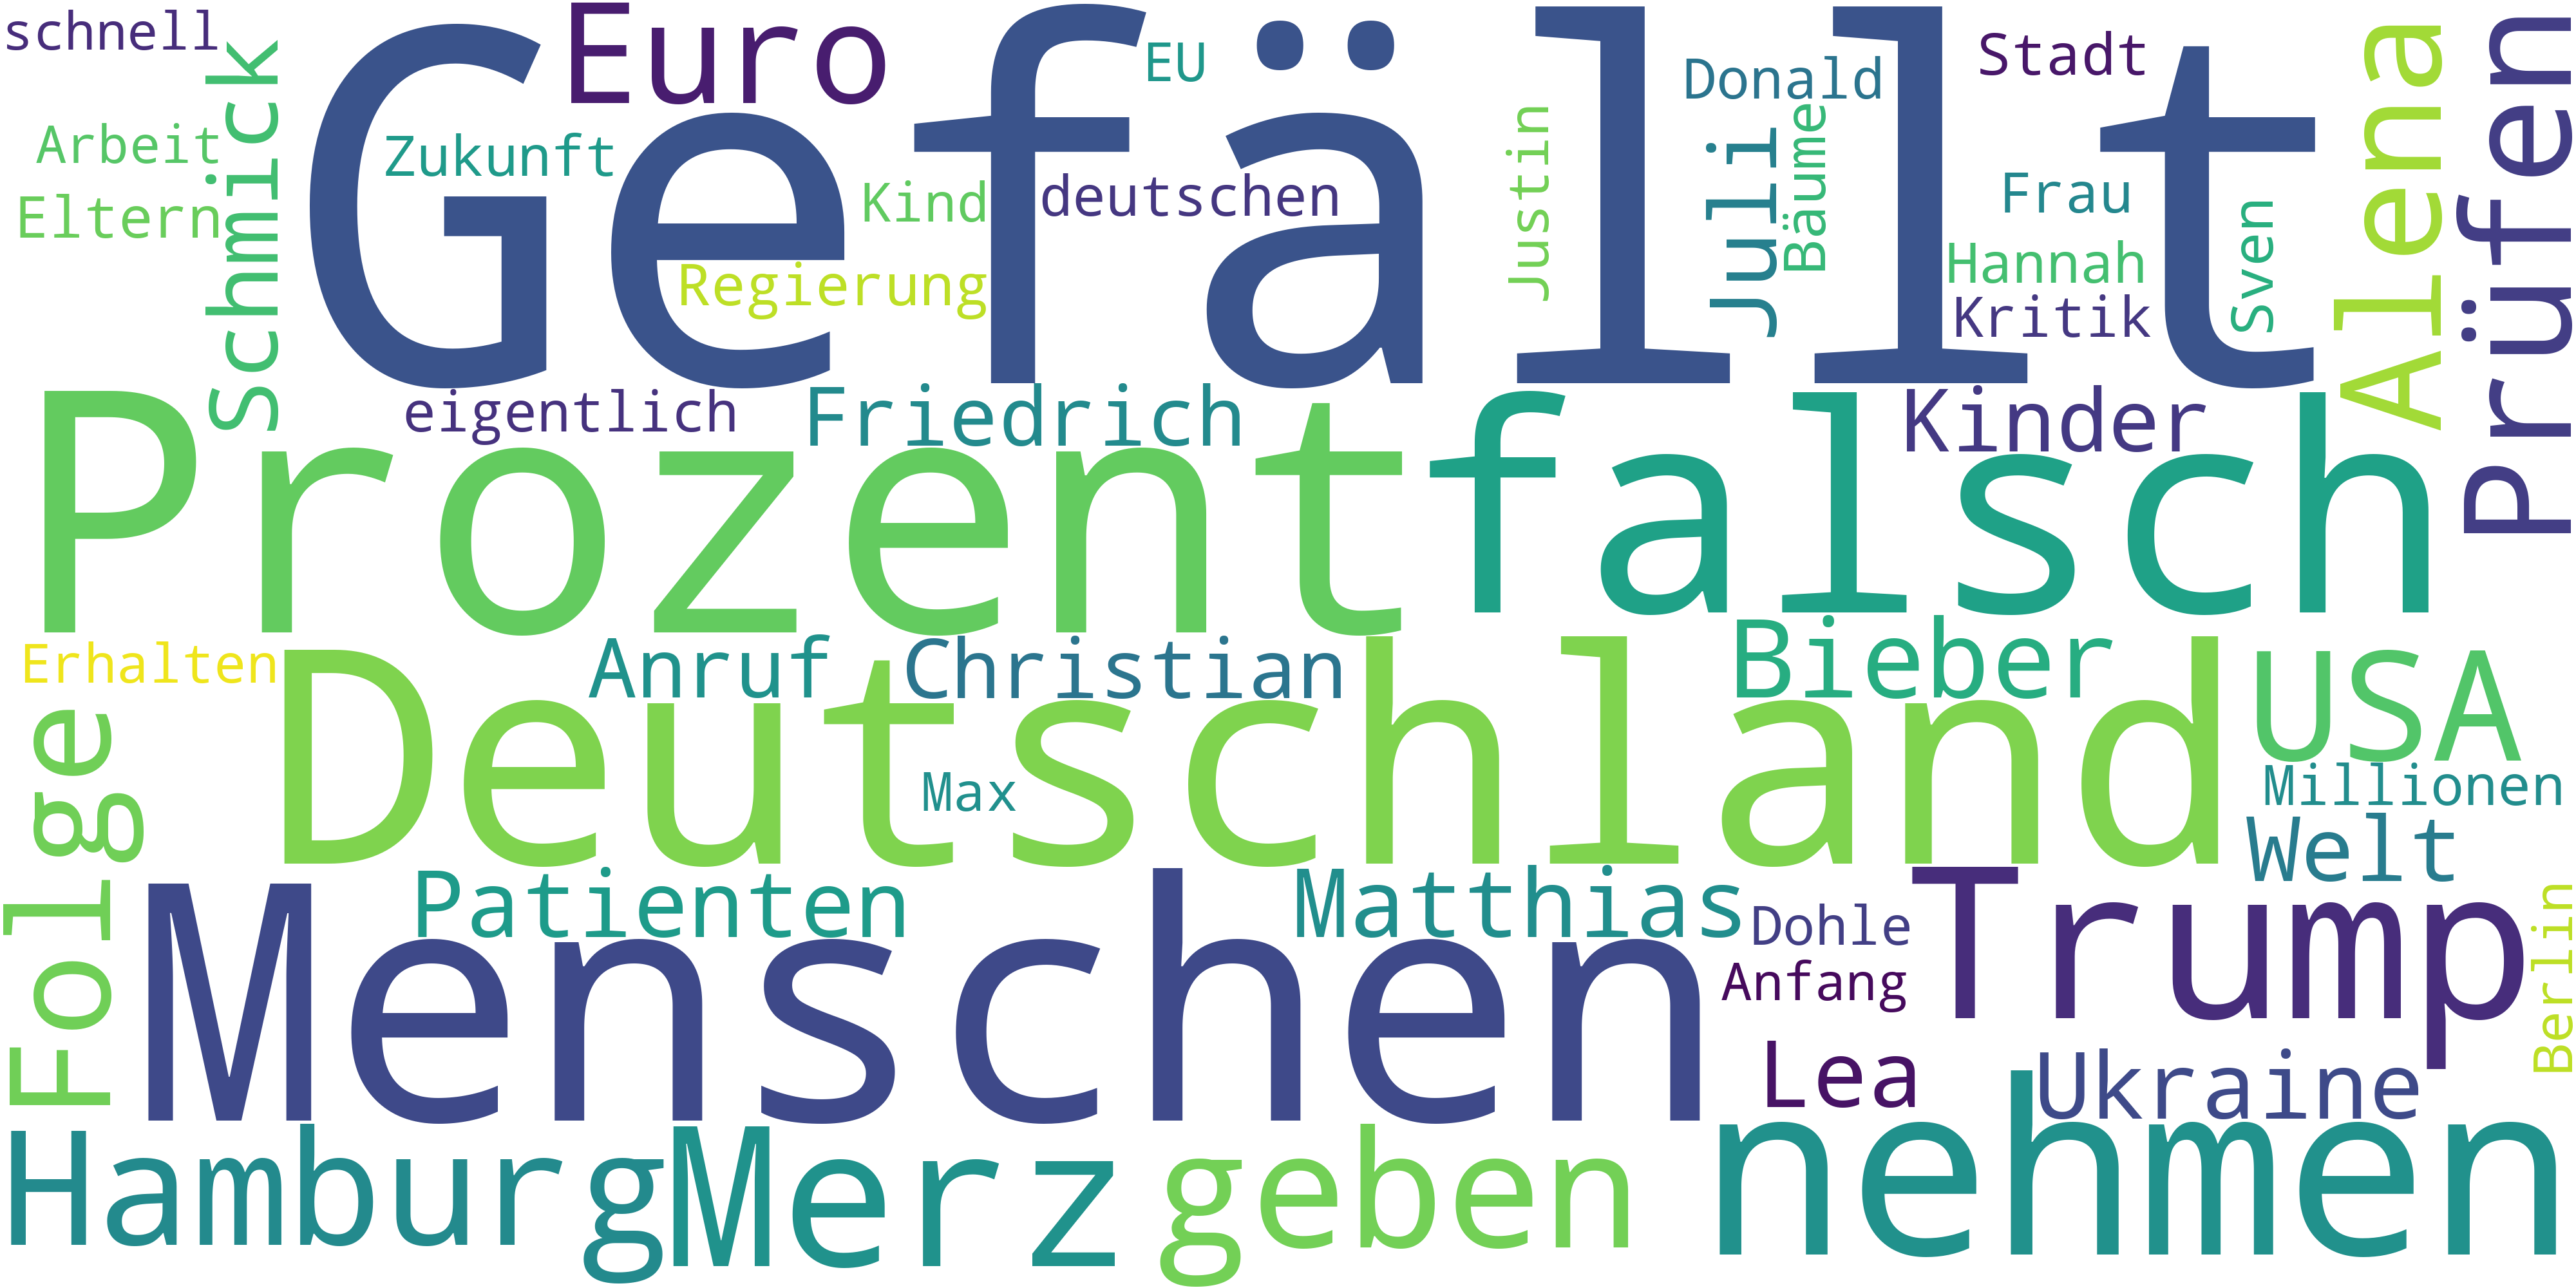 schnell
Euro
EU
Donald
Stadt
Alena
Prüfen
Schmick
Gefällt
Arbeit
Zukunft
Kind
deutschen
Justin
Juli
Bäume
Frau
Eltern
Regierung
Hannah
Sven
Kritik
eigentlich
Friedrich
Kinder
Prozent
falsch
Erhalten
Anruf
Christian
Bieber
USA
Folge
Deutschland
Max
Millionen
Welt
Patienten
Matthias
Dohle
Trump
Berlin
Menschen
Anfang
Lea
Ukraine
Hamburg
Merz
geben
nehmen